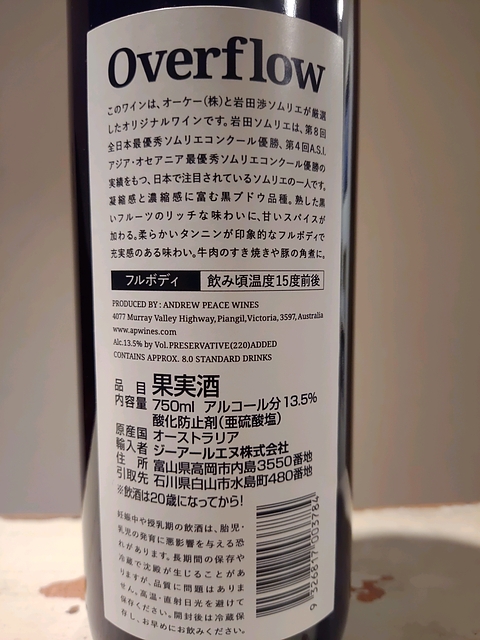 Overflow
このワインは、オーケー(株)と岩田渉ソムリエが厳選
したオリジナルワインです。岩田ソムリエは、第8回
全日本最優秀ソムリエコンクール優勝、第4回A.S.I.
アジア・オセアニア最優秀ソムリエコンクール優勝の
実績をもつ、日本で注目されているソムリエの一人です。
凝縮感と濃縮感に富む黒ブドウ品種。熟した黒
いフルーツのリッチな味わいに、甘いスパイスが
加わる。柔らかいタンニンが印象的なフルボディで
充実感のある味わい。牛肉のすき焼きや豚の角煮に。
フルボディ 飲み頃温度15度前後
PRODUCED BY : ANDREW PEACE WINES
4077 Murray Valley Highway, Piangil, Victoria, 3597, Australia
www.apwines.com
Alc.13.5% by Vol. PRESERVATIVE (220) ADDED
CONTAINS APPROX. 8.0 STANDARD DRINKS
品目 果実酒
内容量 750ml アルコール分13.5%
酸化防止剤(亜硫酸塩)
原産国 オーストラリア
輸入者 ジーアールエヌ株式会社
住所 富山県高岡市内島3550番地
引取先 石川県白山市水島町480番地
※飲酒は20歳になってから!
妊娠中や授乳期の飲酒は、胎児・
乳児の発育に悪影響を与える恐
れがあります。長期間の保存や
冷蔵で沈殿が生じることがあ
りますが、品質に問題はありま
せん。高温・直射日光を避けて
保存ください。開封後は冷蔵保
存し、お早めにお飲みください。
9 326817 003784